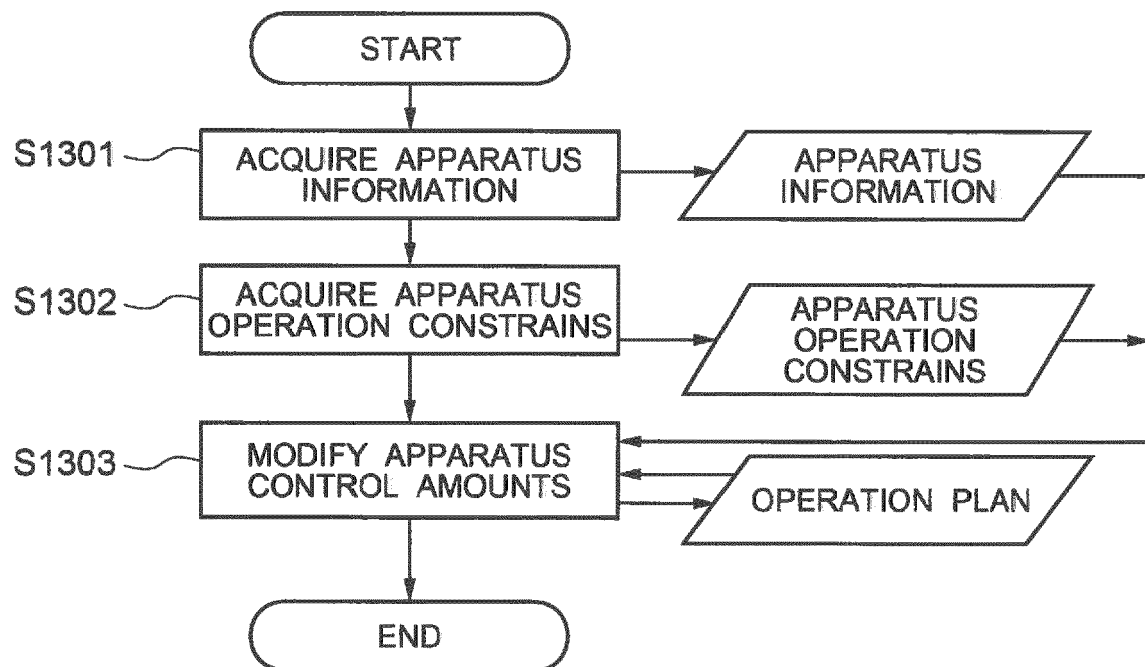 START
S1301
ACQUIRE APPARATUS
INFORMATION
APPARATUS
INFORMATION
S1302
ACQUIRE APPARATUS
OPERATION CONSTRAINS
APPARATUS
OPERATION
CONSTRAINS
S1303
MODIFY APPARATUS
CONTROL AMOUNTS
OPERATION PLAN
END